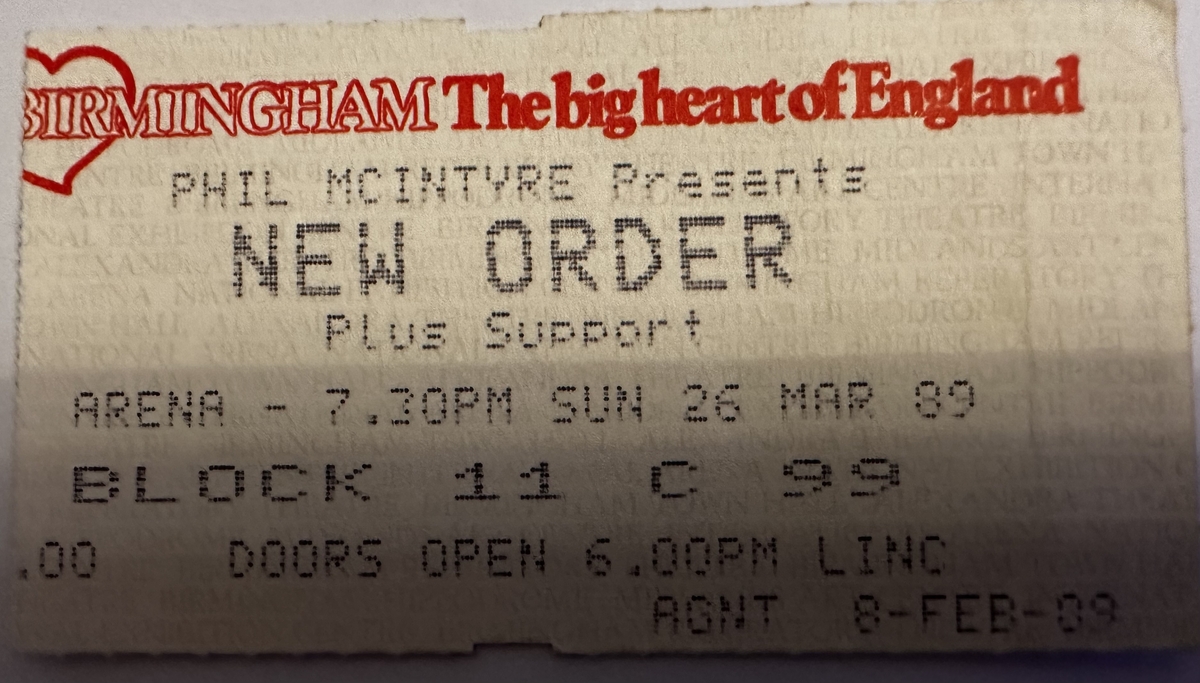 BIRMINGHAM The big heart of England
PHIL MCINTYRE Presents
NEW ORDER
Plus Support
ARENA - 7.30PM SUN 26 MAR 89
BLOCK 11 C 99
.00 DOORS OPEN 6.00PM LINC
AGNT 8-FEB-89